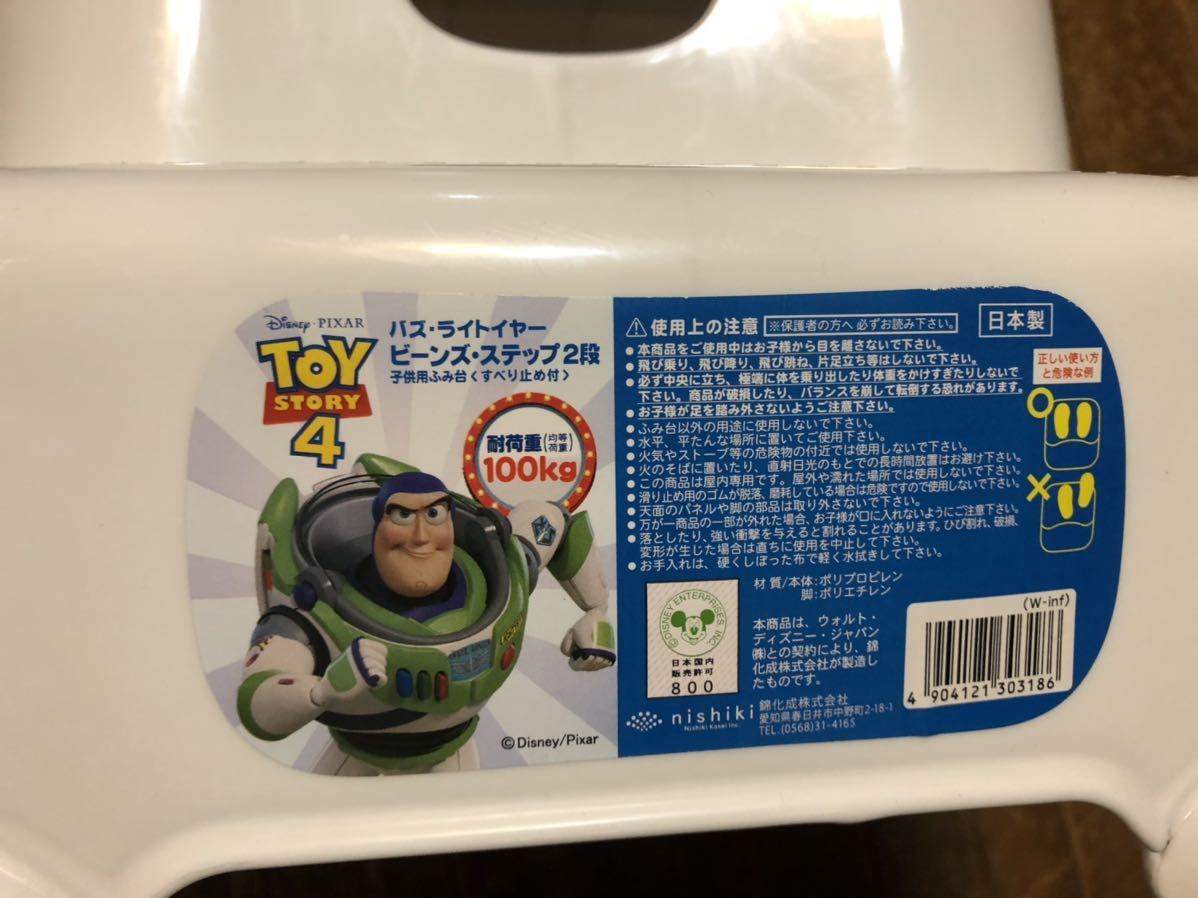 Disney・PIXAR
TOY
STORY
4
バズ・ライトイヤー
ビーンズ・ステップ2段
子供用ふみ台〈すべり止め付〉
耐荷重(均等荷重)
100kg
©Disney/Pixar
⚠使用上の注意 ※保護者の方へ 必ずお読み下さい。
日本製
●本商品をご使用中はお子様から目を離さないで下さい。
●飛び乗り、飛び降り、飛び跳ね、片足立ち等はしないで下さい。
●必ず中央に立ち、極端に体を乗り出したり体重をかけすぎたりしないで
下さい。商品が破損したり、バランスを崩して転倒する恐れがあります。
●お子様が足を踏み外さないようご注意下さい。
●ふみ台以外の用途に使用しないで下さい。
●水平、平たんな場所に置いてご使用下さい。
●火気やストーブ等の危険物の付近では使用しないで下さい。
●火のそばに置いたり、直射日光のもとでの長時間放置はお避け下さい。
●この商品は屋内専用です。屋外や濡れた場所では使用しないで下さい。
●滑り止め用のゴムが脱落、磨耗している場合は危険ですので使用しないで下さい。
●天面のパネルや脚の部品は取り外さないで下さい。
●万が一商品の一部が外れた場合、お子様が口に入れないようにご注意下さい。
●落としたり、強い衝撃を与えると割れることがあります。ひび割れ、破損、
変形が生じた場合は直ちに使用を中止して下さい。
●お手入れは、硬くしぼった布で軽く水拭きして下さい。
正しい使い方
と危険な例
材質/本体:ポリプロピレン
脚:ポリエチレン
©DISNEY ENTERPRISES, INC.
日本国内
販売許可
800
本商品は、ウォルト・
ディズニー・ジャパン
(株)との契約により、錦
化成株式会社が製造し
たものです。
(W-inf)
4 904121 303186
nishiki
Nishiki Kasei Inc.
錦化成株式会社
愛知県春日井市中野町2-18-1
TEL.(0568)31-4165